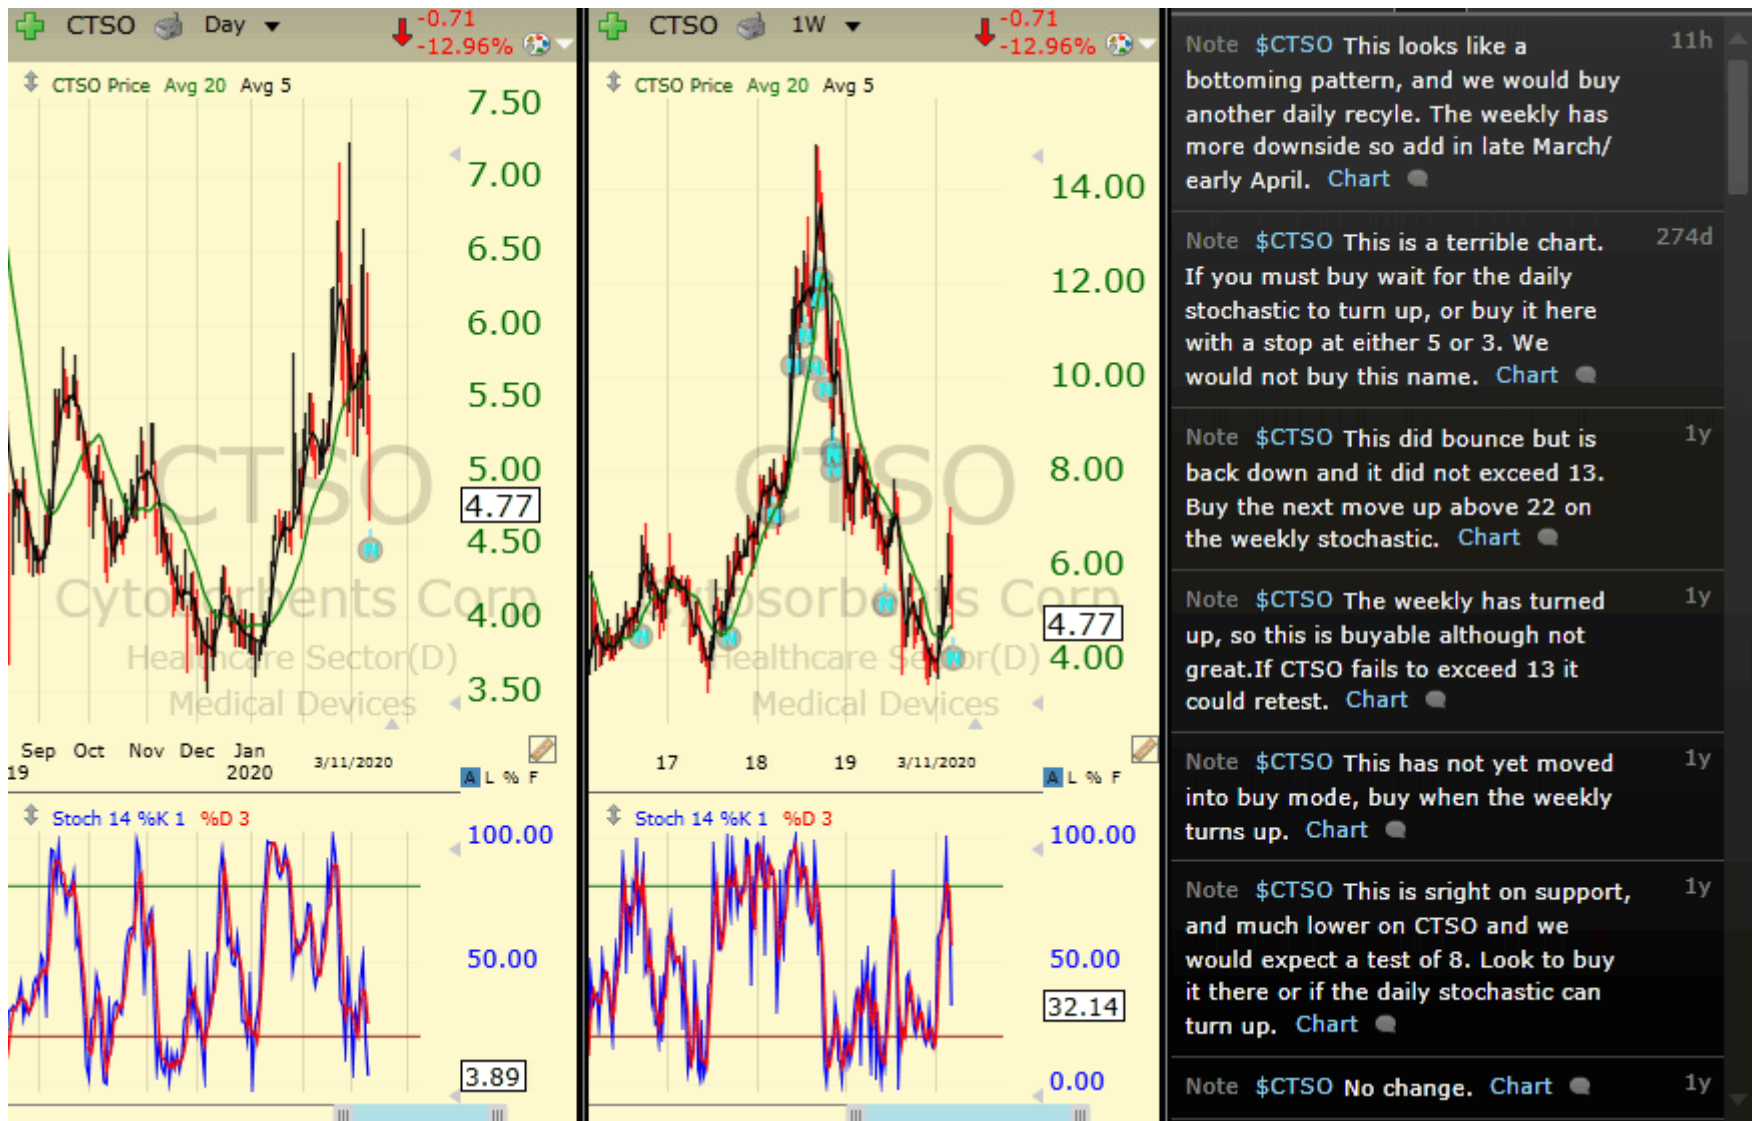 CTSO Day -0.71
-12.96%
CTSO Price Avg 20 Avg 5
7.50
7.00
6.50
6.00
5.50
5.00
4.77
4.50
4.00
3.50
CTSO
Cytosorbents Corp
Healthcare Sector(D)
Medical Devices
N
Sep Oct Nov Dec Jan
19 2020 3/11/2020
A L % F
Stoch 14 %K 1 %D 3
100.00
50.00
3.89
CTSO 1W -0.71
-12.96%
CTSO Price Avg 20 Avg 5
14.00
12.00
10.00
8.00
6.00
4.77
4.00
CTSO
Cytosorbents Corp
Healthcare Sector(D)
Medical Devices
N
N
N
N
N
N
N
N
N
N
N
17 18 19 3/11/2020
A L % F
Stoch 14 %K 1 %D 3
100.00
50.00
32.14
0.00
Note $CTSO This looks like a 11h
bottoming pattern, and we would buy
another daily recyle. The weekly has
more downside so add in late March/
early April. Chart
Note $CTSO This is a terrible chart. 274d
If you must buy wait for the daily
stochastic to turn up, or buy it here
with a stop at either 5 or 3. We
would not buy this name. Chart
Note $CTSO This did bounce but is 1y
back down and it did not exceed 13.
Buy the next move up above 22 on
the weekly stochastic. Chart
Note $CTSO The weekly has turned 1y
up, so this is buyable although not
great.If CTSO fails to exceed 13 it
could retest. Chart
Note $CTSO This has not yet moved 1y
into buy mode, buy when the weekly
turns up. Chart
Note $CTSO This is sright on support, 1y
and much lower on CTSO and we
would expect a test of 8. Look to buy
it there or if the daily stochastic can
turn up. Chart
Note $CTSO No change. Chart 1y